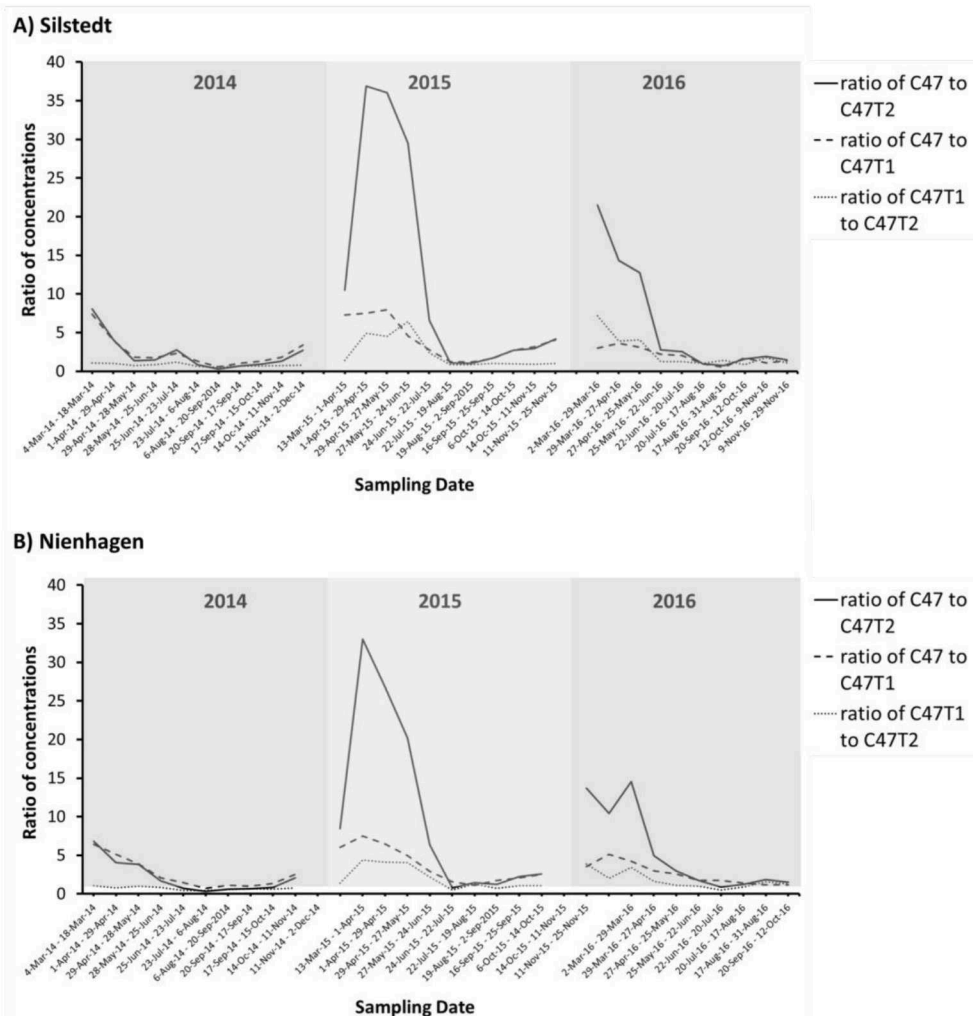 A) Silstedt
Ratio of concentrations
40
35
30
25
20
15
10
5
0
2014
2015
2016
ratio of C47 to
C47T2
ratio of C47 to
C47T1
ratio of C47T1
to C47T2
4-Mar-14 - 18-Mar-14
1-Apr-14 - 29-Apr-14
29-Apr-14 - 28-May-14
28-May-14 - 25-Jun-14
25-Jun-14 - 23-Jul-14
23-Jul-14 - 6-Aug-14
6-Aug-14 - 20-Sep-2014
20-Sep-14 - 17-Sep-14
17-Sep-14 - 15-Oct-14
14-Oc-14 - 11-Nov-14
11-Nov-14 - 2-Dec-14
13-Mar-15 - 1-Apr-15
1-Apr-15 - 29-Apr-15
29-Apr-15 - 27-May-15
27-May-15 - 24-Jun-15
24-Jun-15 - 22-Jul-15
22-Jul-15 - 19-Aug-15
19-Aug-15 - 2-Sep-2015
16-Sep-15 - 25-Sep-15
6-Oct-15 - 14-Oct-15
14-Oc-15 - 11-Nov-15
11-Nov-15 - 25-Nov-15
2-Mar-16 - 29-Mar-16
29-Mar-16 - 27-Apr-16
27-Apr-16 - 25-May-16
25-May-16 - 22-Jun-16
22-Jun-16 - 20-Jul-16
20-Jul-16 - 17-Aug-16
17-Aug-16 - 31-Aug-16
20-Sep-16 - 12-Oct-16
12-Oct-16 - 9-Nov-16
9-Nov-16 - 29-Nov-16
Sampling Date
B) Nienhagen
Ratio of concentrations
40
35
30
25
20
15
10
5
0
2014
2015
2016
ratio of C47 to
C47T2
ratio of C47 to
C47T1
ratio of C47T1
to C47T2
4-Mar-14 - 18-Mar-14
1-Apr-14 - 29-Apr-14
29-Apr-14 - 28-May-14
28-May-14 - 25-Jun-14
25-Jun-14 - 23-Jul-14
23-Jul-14 - 6-Aug-14
6-Aug-14 - 20-Sep-2014
20-Sep-14 - 17-Sep-14
17-Sep-14 - 15-Oct-14
14-Oct-14 - 11-Nov-14
11-Nov-14 - 2-Dec-14
13-Mar-15 - 1-Apr-15
1-Apr-15 - 29-Apr-15
29-Apr-15 - 27-May-15
27-May-15 - 24-Jun-15
24-Jun-15 - 22-Jul-15
22-Jul-15 - 19-Aug-15
19-Aug-15 - 2-Sep-2015
16-Sep-15 - 25-Sep-15
6-Oct-15 - 14-Oct-15
14-Oc-15 - 11-Nov-15
11-Nov-15 - 25-Nov-15
2-Mar-16 - 29-Mar-16
29-Mar-16 - 27-Apr-16
27-Apr-16 - 25-May-16
25-May-16 - 22-Jun-16
22-Jun-16 - 20-Jul-16
20-Jul-16 - 17-Aug-16
17-Aug-16 - 31-Aug-16
20-Sep-16 - 12-Oct-16
Sampling Date